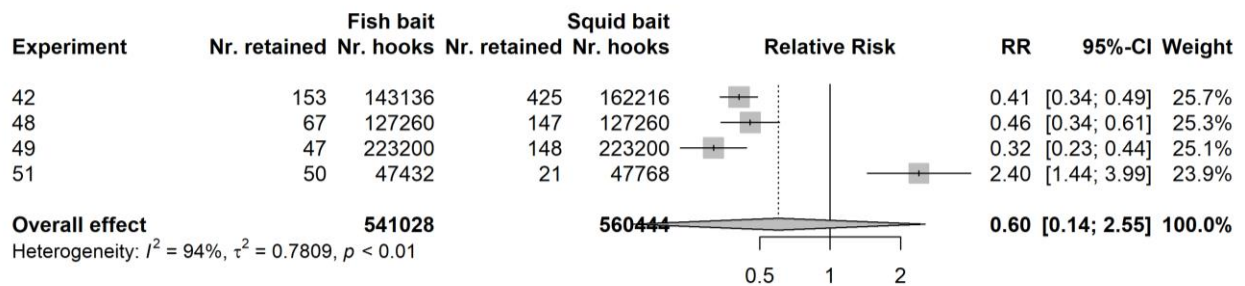 Fish bait Squid bait
Experiment Nr. retained Nr. hooks Nr. retained Nr. hooks Relative Risk RR 95%-CI Weight
42 153 143136 425 162216 0.41 [0.34; 0.49] 25.7%
48 67 127260 147 127260 0.46 [0.34; 0.61] 25.3%
49 47 223200 148 223200 0.32 [0.23; 0.44] 25.1%
51 50 47432 21 47768 2.40 [1.44; 3.99] 23.9%
Overall effect 541028 560444 0.60 [0.14; 2.55] 100.0%
Heterogeneity: I² = 94%, τ² = 0.7809, p < 0.01
0.5 1 2